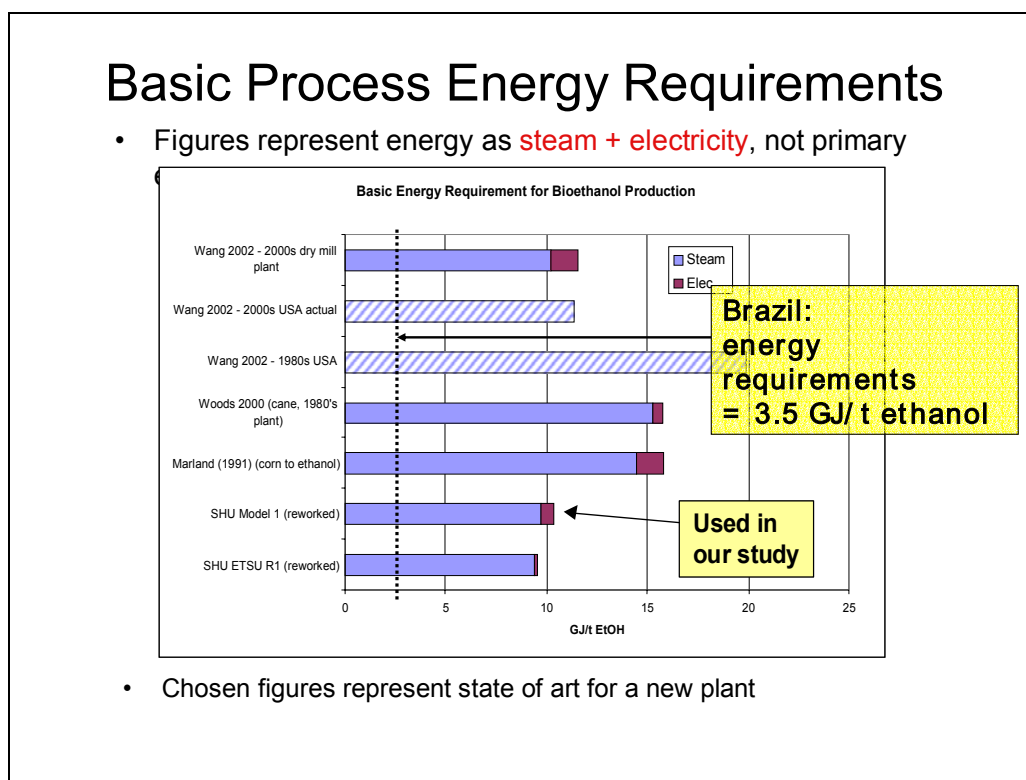 Basic Process Energy Requirements
• Figures represent energy as steam + electricity, not primary
Basic Energy Requirement for Bioethanol Production
Wang 2002 - 2000s dry mill
plant
Wang 2002 - 2000s USA actual
Wang 2002 - 1980s USA
Woods 2000 (cane, 1980's
plant)
Marland (1991) (corn to ethanol)
SHU Model 1 (reworked)
SHU ETSU R1 (reworked)
Steam
Elec
Brazil:
energy
requirements
= 3.5 GJ/ t ethanol
Used in
our study
0 5 10 15 20 25
GJ/t EtOH
• Chosen figures represent state of art for a new plant